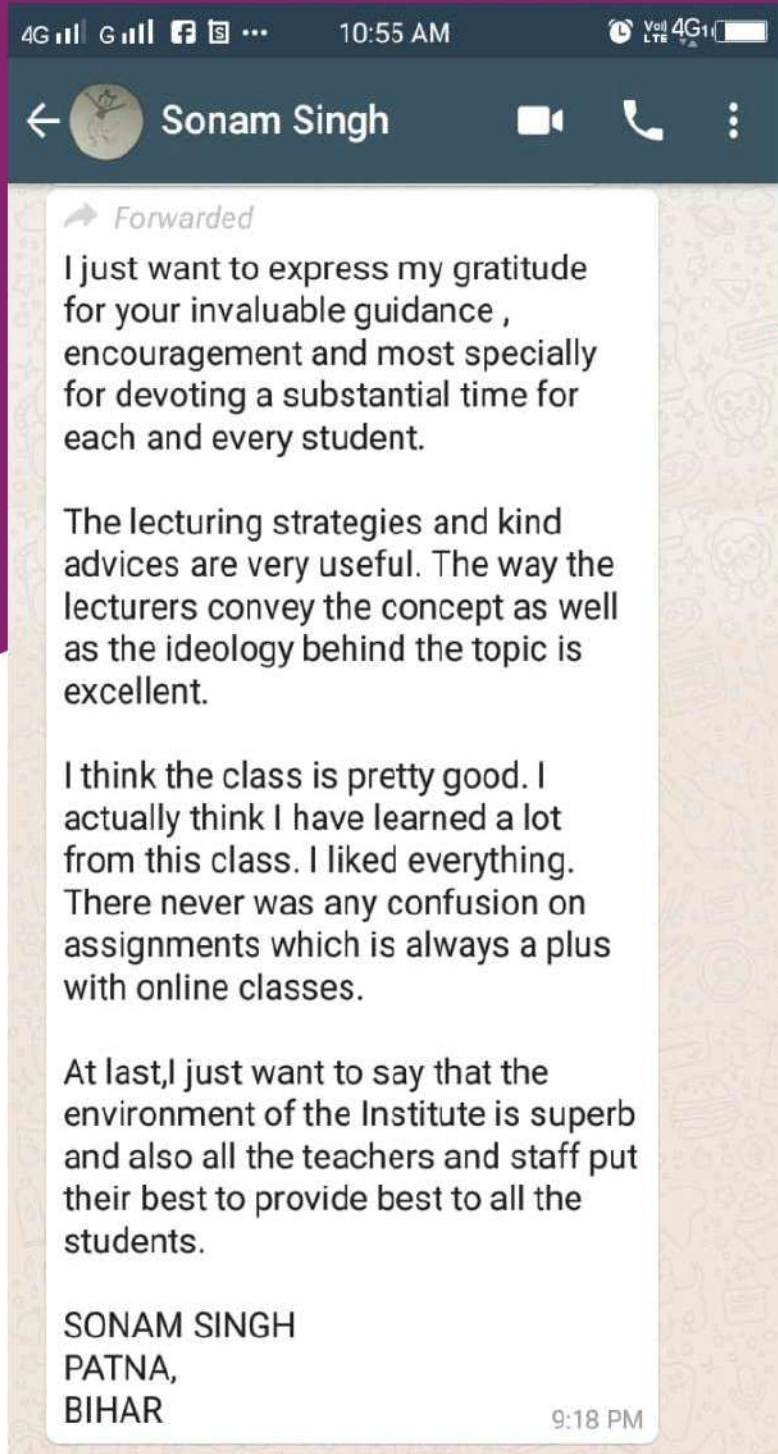 4G G 10:55 AM VoLTE 4G
Sonam Singh
Forwarded
I just want to express my gratitude
for your invaluable guidance ,
encouragement and most specially
for devoting a substantial time for
each and every student.
The lecturing strategies and kind
advices are very useful. The way the
lecturers convey the concept as well
as the ideology behind the topic is
excellent.
I think the class is pretty good. I
actually think I have learned a lot
from this class. I liked everything.
There never was any confusion on
assignments which is always a plus
with online classes.
At last,I just want to say that the
environment of the Institute is superb
and also all the teachers and staff put
their best to provide best to all the
students.
SONAM SINGH
PATNA,
BIHAR
9:18 PM